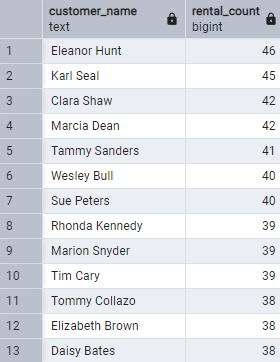 customer_name rental_count
text bigint
1 Eleanor Hunt 46
2 Karl Seal 45
3 Clara Shaw 42
4 Marcia Dean 42
5 Tammy Sanders 41
6 Wesley Bull 40
7 Sue Peters 40
8 Rhonda Kennedy 39
9 Marion Snyder 39
10 Tim Cary 39
11 Tommy Collazo 38
12 Elizabeth Brown 38
13 Daisy Bates 38